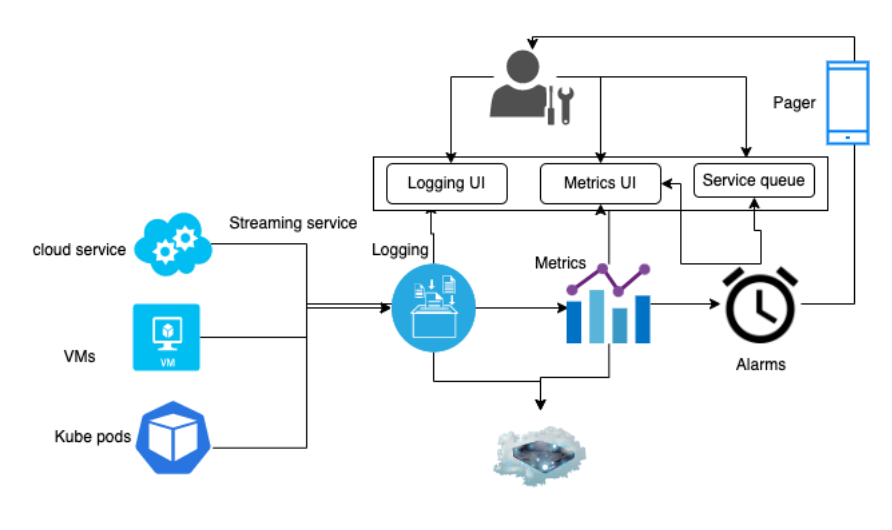 Pager
Logging UI
Metrics UI
Service queue
Streaming service
cloud service
Logging
Metrics
VMs
VM
Alarms
Kube pods